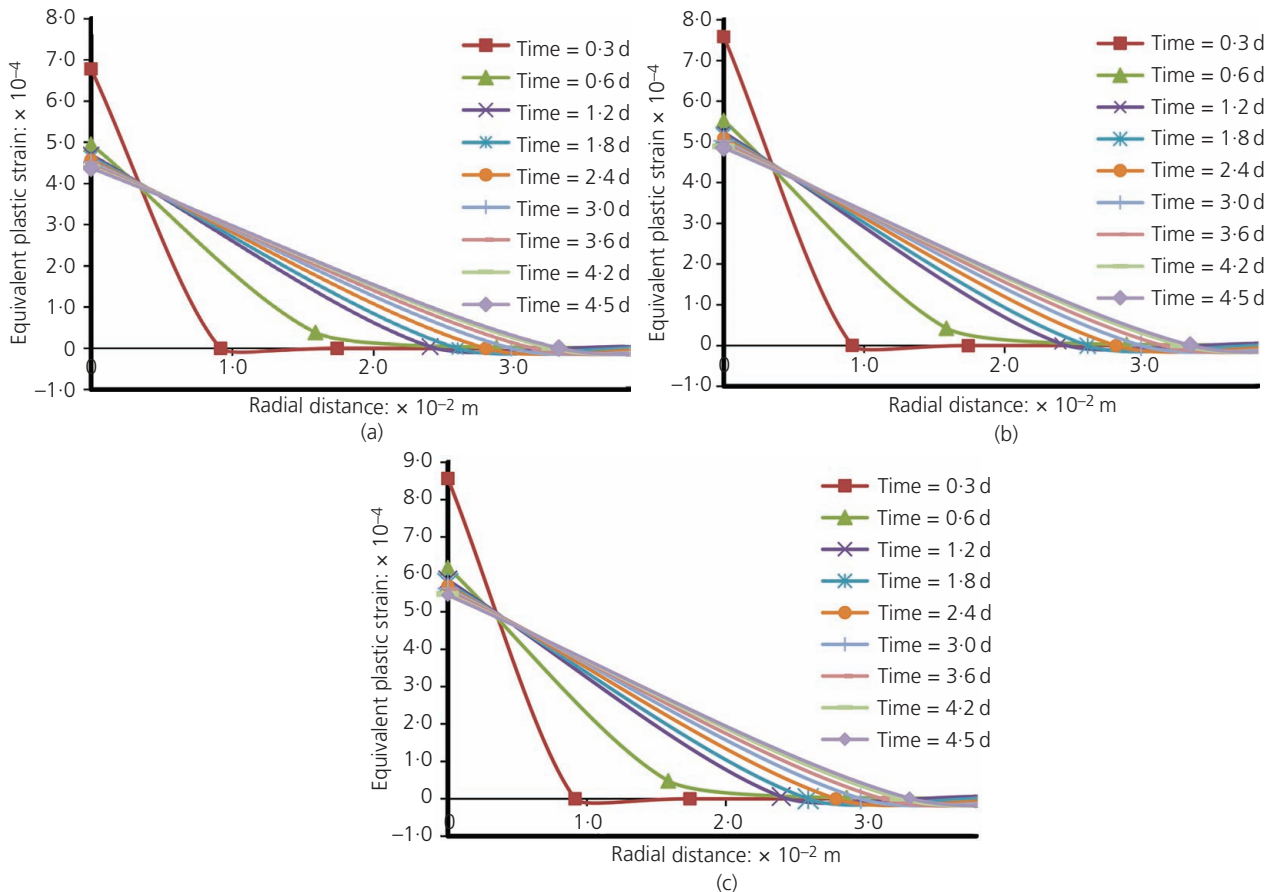 8·0
7·0
6·0
5·0
4·0
3·0
2·0
1·0
0
–1·0
Equivalent plastic strain: × 10⁻⁴
Time = 0·3 d
Time = 0·6 d
Time = 1·2 d
Time = 1·8 d
Time = 2·4 d
Time = 3·0 d
Time = 3·6 d
Time = 4·2 d
Time = 4·5 d
0 1·0 2·0 3·0
Radial distance: × 10⁻² m
(a)
8·0
7·0
6·0
5·0
4·0
3·0
2·0
1·0
0
–1·0
Equivalent plastic strain × 10⁻⁴
Time = 0·3 d
Time = 0·6 d
Time = 1·2 d
Time = 1·8 d
Time = 2·4 d
Time = 3·0 d
Time = 3·6 d
Time = 4·2 d
Time = 4·5 d
0 1·0 2·0 3·0
Radial distance: × 10⁻² m
(b)
9·0
8·0
7·0
6·0
5·0
4·0
3·0
2·0
1·0
0
–1·0
Equivalent plastic strain: × 10⁻⁴
Time = 0·3 d
Time = 0·6 d
Time = 1·2 d
Time = 1·8 d
Time = 2·4 d
Time = 3·0 d
Time = 3·6 d
Time = 4·2 d
Time = 4·5 d
0 1·0 2·0 3·0
Radial distance: × 10⁻² m
(c)